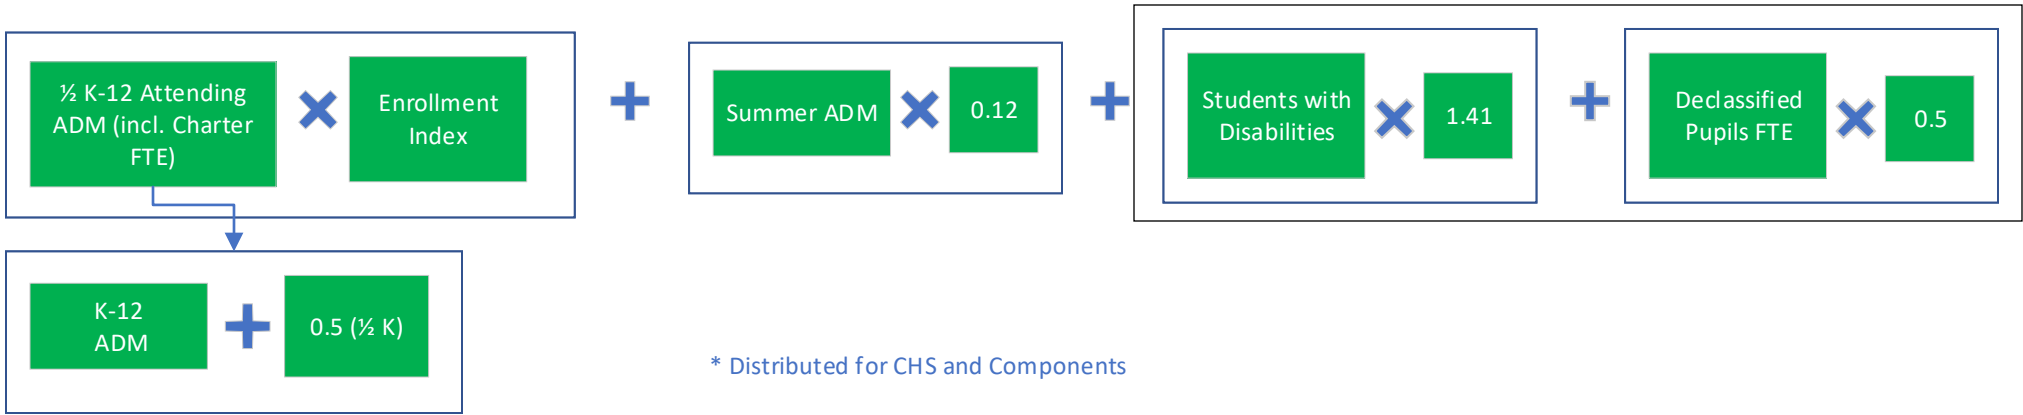 ½ K-12 Attending
ADM (incl. Charter
FTE)
Enrollment
Index
Summer ADM
0.12
Students with
Disabilities
1.41
Declassified
Pupils FTE
0.5
K-12
ADM
0.5 (½ K)
* Distributed for CHS and Components